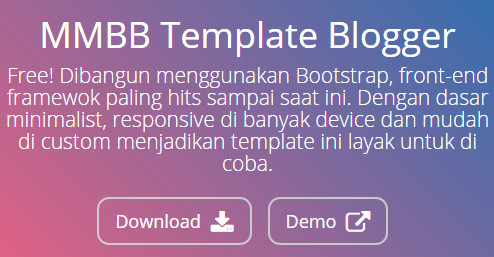 MMBB Template Blogger
Free! Dibangun menggunakan Bootstrap, front-end
framewok paling hits sampai saat ini. Dengan dasar
minimalist, responsive di banyak device dan mudah
di custom menjadikan template ini layak untuk di
coba.
Download
Demo